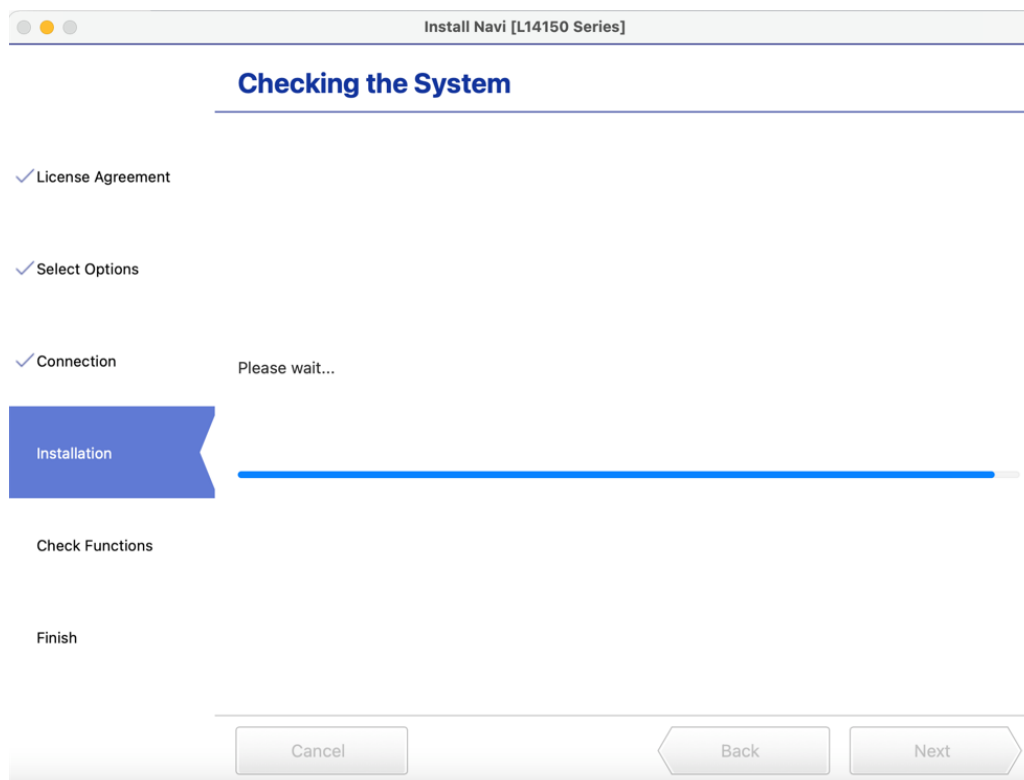 Install Navi [L14150 Series]
Checking the System
License Agreement
Select Options
Connection
Please wait...
Installation
Check Functions
Finish
Cancel
Back
Next